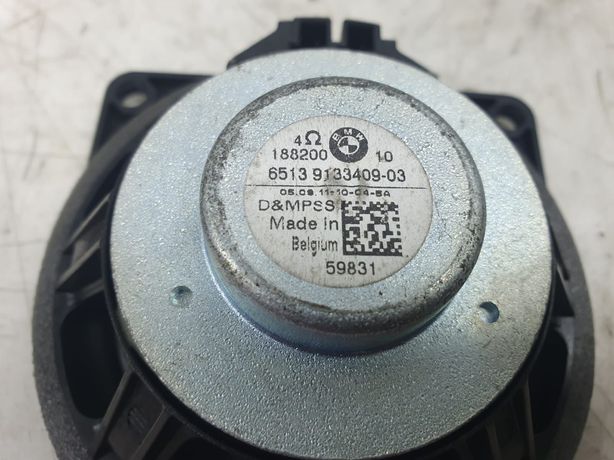 4Ω
BMW
188200 10
6513 9133409-03
05.09.11-10-04-5A
D&MPSS
Made in
Belgium
59831